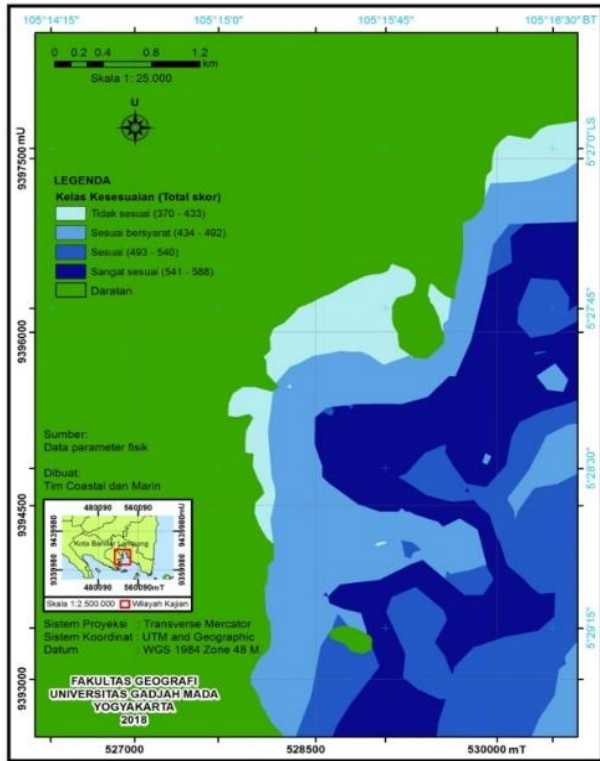 105°14'15" 105°15'0" 105°15'45" 105°16'30" BT
0 0.2 0.4 0.8 1.2
km
Skala 1: 25.000
U
LEGENDA
Kelas Kesesuaian (Total skor)
Tidak sesuai (370 - 433)
Sesuai bersyarat (434 - 492)
Sesuai (493 - 540)
Sangat sesuai (541 - 588)
Daratan
Sumber:
Data parameter fisik
Dibuat:
Tim Coastal dan Marin
480090 560090
Kota Bandar Lampung
9439980
9359980
9439980mU
9359980
480090 560090mT
Skala 1:2.500.000 Wilayah Kajian
Sistem Proyeksi : Transverse Mercator
Sistem Koordinat : UTM and Geographic
Datum : WGS 1984 Zone 48 M
FAKULTAS GEOGRAFI
UNIVERSITAS GADJAH MADA
YOGYAKARTA
2018
9397500 mU
9396000
9394500
9393000
5°27'0"LS
5°27'45"
5°28'30"
5°29'15"
527000 528500 530000 mT